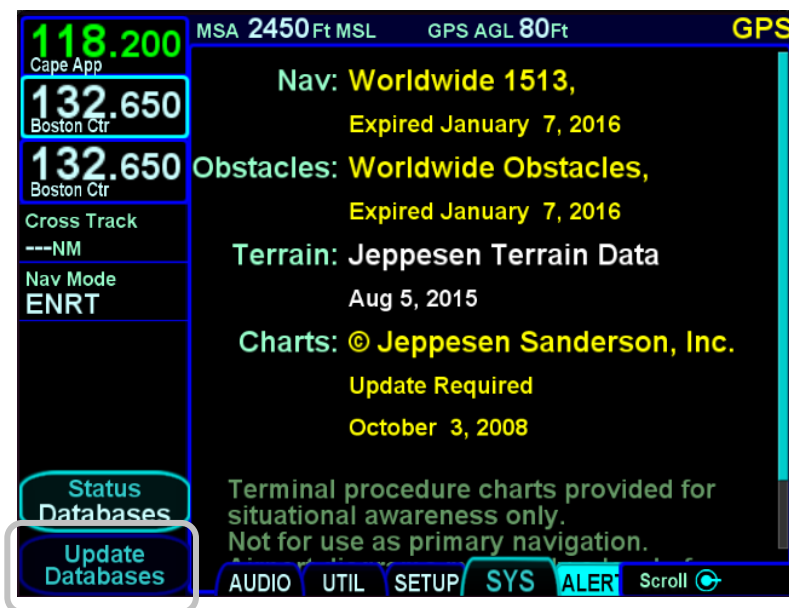 MSA 2450 Ft MSL GPS AGL 80Ft GPS
118.200
Cape App
132.650
Boston Ctr
132.650
Boston Ctr
Cross Track
---NM
Nav Mode
ENRT
Status
Databases
Update
Databases
Nav: Worldwide 1513,
Expired January 7, 2016
Obstacles: Worldwide Obstacles,
Expired January 7, 2016
Terrain: Jeppesen Terrain Data
Aug 5, 2015
Charts: © Jeppesen Sanderson, Inc.
Update Required
October 3, 2008
Terminal procedure charts provided for
situational awareness only.
Not for use as primary navigation.
AUDIO UTIL SETUP SYS ALERT Scroll